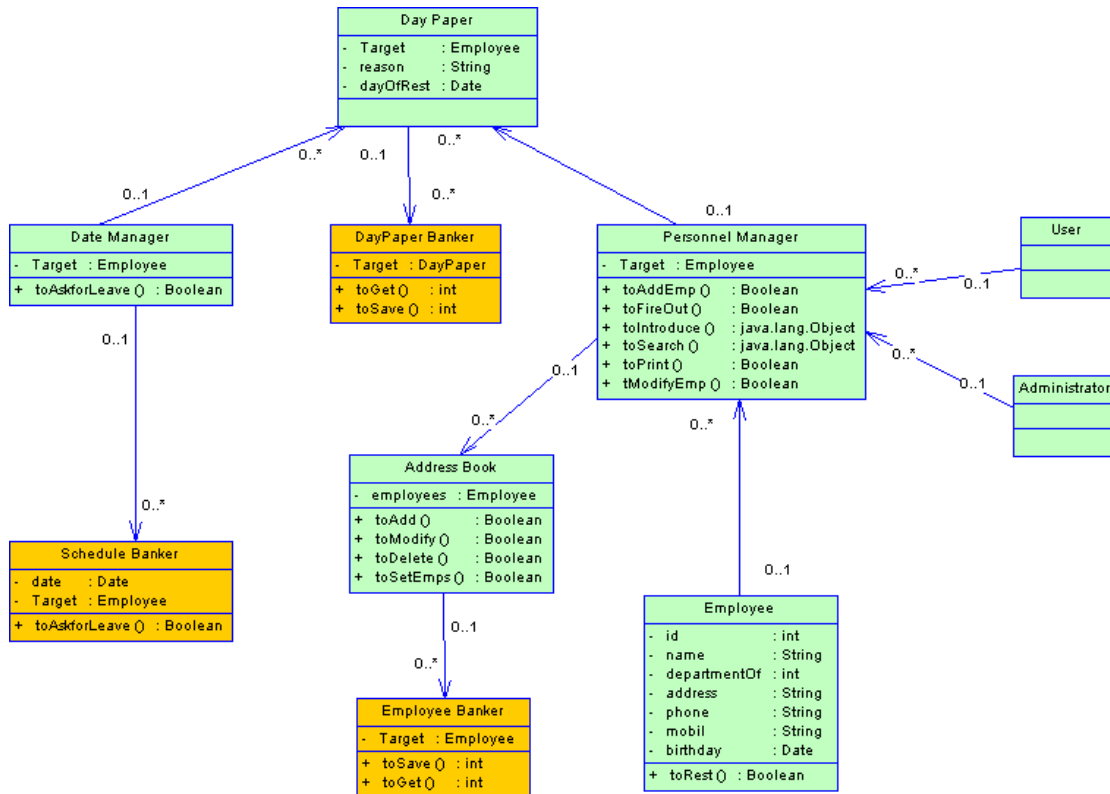 Day Paper
- Target : Employee
- reason : String
- dayOfRest : Date
0..*
0..1
0..*
0..1
0..*
0..1
Date Manager
- Target : Employee
+ toAskforLeave () : Boolean
DayPaper Banker
- Target : DayPaper
+ toGet () : int
+ toSave () : int
Personnel Manager
- Target : Employee
+ toAddEmp () : Boolean
+ toFireOut () : Boolean
+ toIntroduce () : java.lang.Object
+ toSearch () : java.lang.Object
+ toPrint () : Boolean
+ tModifyEmp () : Boolean
User
0..*
0..1
Administrator
0..*
0..1
0..1
0..*
0..1
0..*
0..*
0..1
Address Book
- employees : Employee
+ toAdd () : Boolean
+ toModify () : Boolean
+ toDelete () : Boolean
+ toSetEmps () : Boolean
Schedule Banker
- date : Date
- Target : Employee
+ toAskforLeave () : Boolean
0..1
0..*
Employee
- id : int
- name : String
- departmentOf : int
- address : String
- phone : String
- mobil : String
- birthday : Date
+ toRest () : Boolean
Employee Banker
- Target : Employee
+ toSave () : int
+ toGet () : int